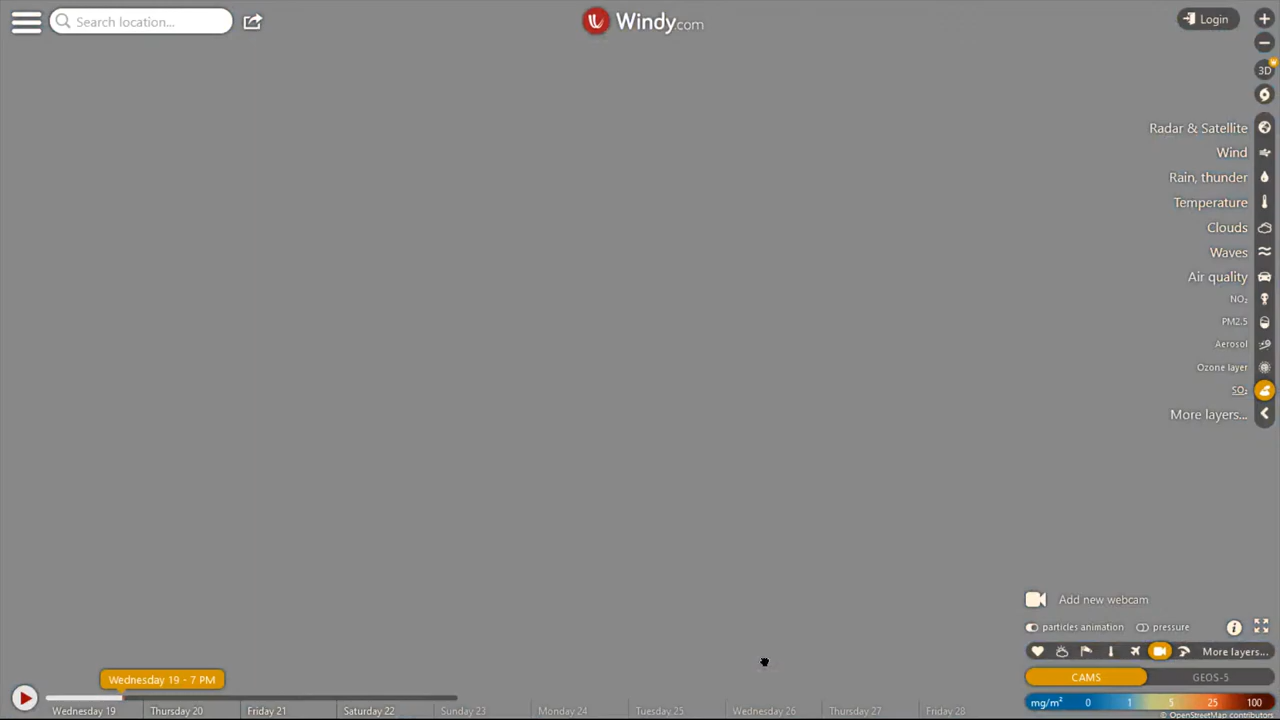 Search location...
Windy.com
Login
3D
Radar & Satellite
Wind
Rain, thunder
Temperature
Clouds
Waves
Air quality
NO₂
PM2.5
Aerosol
Ozone layer
SO₂
More layers...
Add new webcam
particles animation pressure
More layers...
CAMS GEOS-5
mg/m² 0 1 5 25 100
© OpenStreetMap contributors
Wednesday 19 - 7 PM
Wednesday 19 Thursday 20 Friday 21 Saturday 22 Sunday 23 Monday 24 Tuesday 25 Wednesday 26 Thursday 27 Friday 28